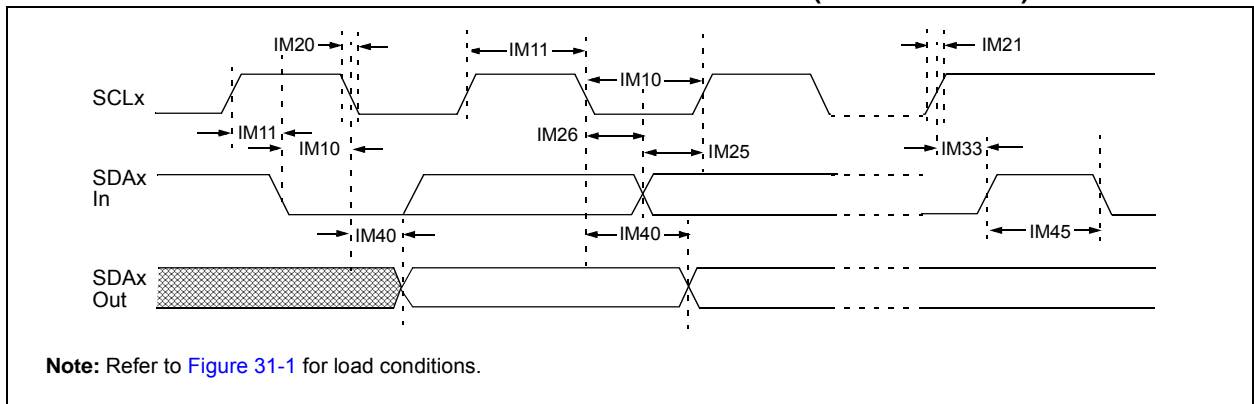 IM20
IM11
IM21
IM10
SCLx
IM11
IM10
IM26
IM25
IM33
SDAx
In
IM40
IM40
IM45
SDAx
Out
Note: Refer to Figure 31-1 for load conditions.